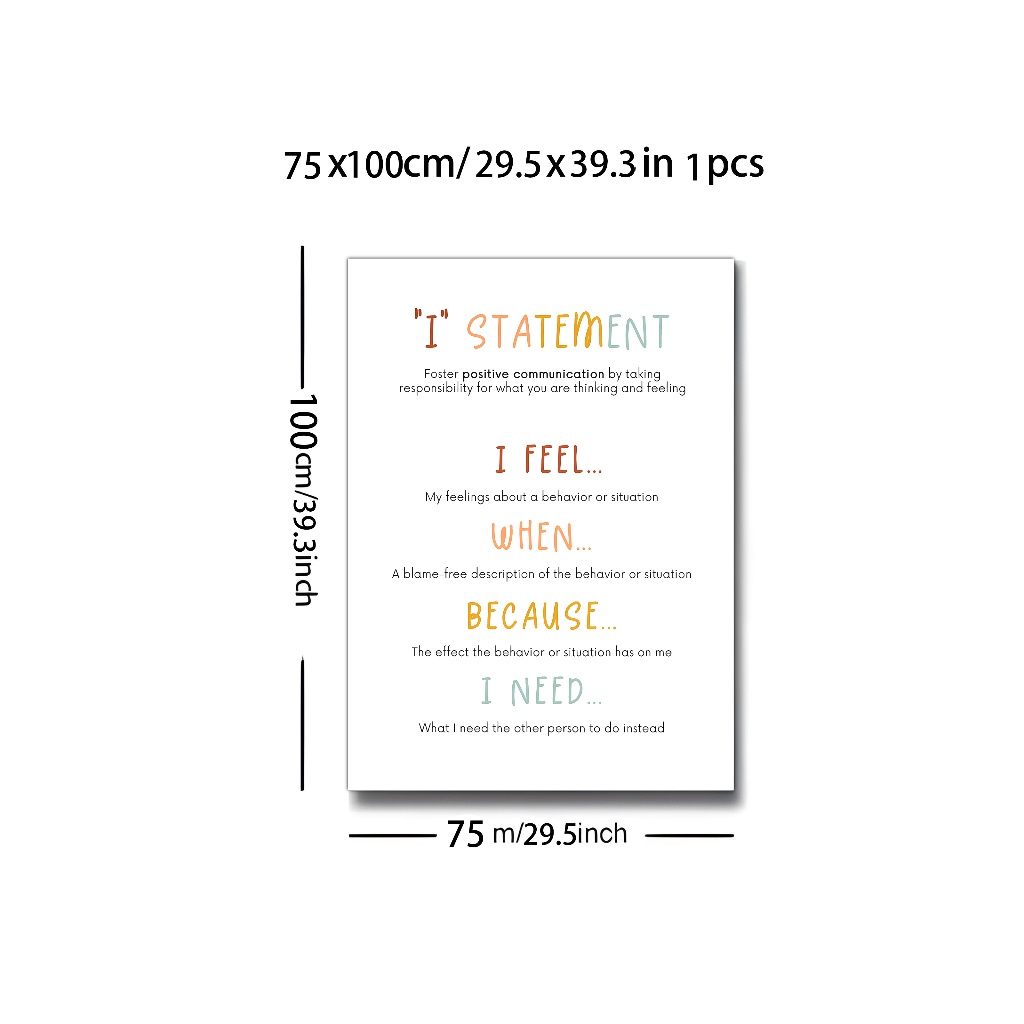 75x100cm/29.5x39.3in 1pcs
100cm/39.3inch
"I" STATEMENT
Foster positive communication by taking
responsibility for what you are thinking and feeling
I FEEL...
My feelings about a behavior or situation
WHEN...
A blame-free description of the behavior or situation
BECAUSE...
The effect the behavior or situation has on me
I NEED...
What I need the other person to do instead
75 m/29.5inch